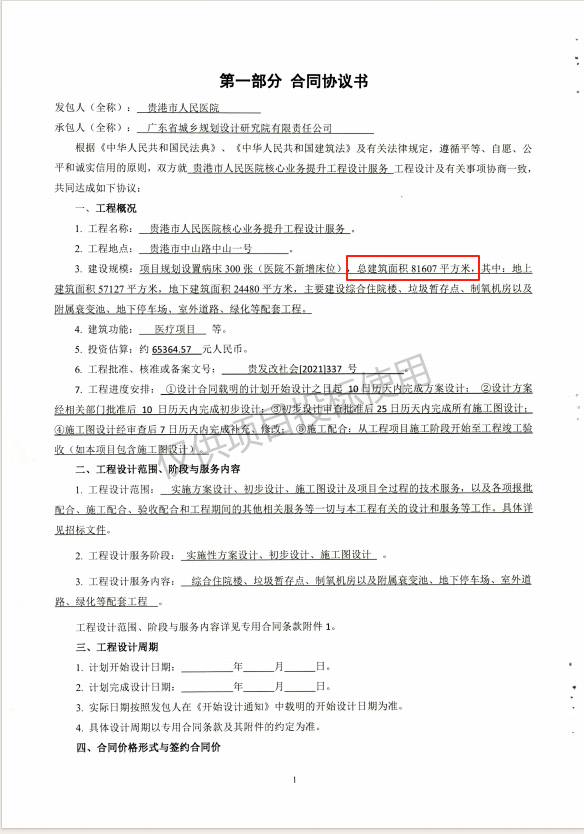 第一部分 合同协议书
发包人（全称）： 贵港市人民医院
承包人（全称）： 广东省城乡规划设计研究院有限责任公司
根据《中华人民共和国民法典》、《中华人民共和国建筑法》及有关法律规定，遵循平等、自愿、公
平和诚实信用的原则，双方就 贵港市人民医院核心业务提升工程设计服务 工程设计及有关事项协商一致，
共同达成如下协议：
一、工程概况
1. 工程名称： 贵港市人民医院核心业务提升工程设计服务 。
2. 工程地点： 贵港市中山路中山一号 。
3. 建设规模：项目规划设置病床 300 张（医院不新增床位），总建筑面积 81607 平方米，其中：地上
建筑面积 57127 平方米，地下建筑面积 24480 平方米，主要建设综合住院楼、垃圾暂存点、制氧机房以及
附属衰变池、地下停车场、室外道路、绿化等配套工程。
4. 建筑功能： 医疗项目 等。
5. 投资估算：约 65364.57 元人民币。
6. 工程批准、核准或备案文号： 贵发改社会[2021]337 号 。
7. 工程进度安排： ①设计合同载明的计划开始设计之日起 10 日历天内完成方案设计； ②设计方案
经相关部门批准后 10 日历天内完成初步设计；③初步设计审查批准后 25 日历天内完成所有施工图设计；
④施工图设计经审查后 7 日历天内完成补充、修改； ⑤施工配合：从工程项目施工阶段开始至工程竣工验
收（如本项目包含施工图设计）。
仅供项目投标使用
二、工程设计范围、阶段与服务内容
1. 工程设计范围： 实施方案设计、初步设计、施工图设计及项目全过程的技术服务，以及各项报批
配合、施工配合、验收配合和工程期间的其他相关服务等一切与本工程有关的设计和服务等工作，具体详
见招标文件。
2. 工程设计服务阶段： 实施性方案设计、初步设计、施工图设计 。
3. 工程设计服务内容： 综合住院楼、垃圾暂存点、制氧机房以及附属衰变池、地下停车场、室外道
路、绿化等配套工程 。
工程设计范围、阶段与服务内容详见专用合同条款附件 1。
三、工程设计周期
1. 计划开始设计日期：________年_____月_____日。
2. 计划完成设计日期：________年_____月_____日。
3. 实际日期按照发包人在《开始设计通知》中载明的开始设计日期为准。
4. 具体设计周期以专用合同条款及其附件的约定为准。
四、合同价格形式与签约合同价
1